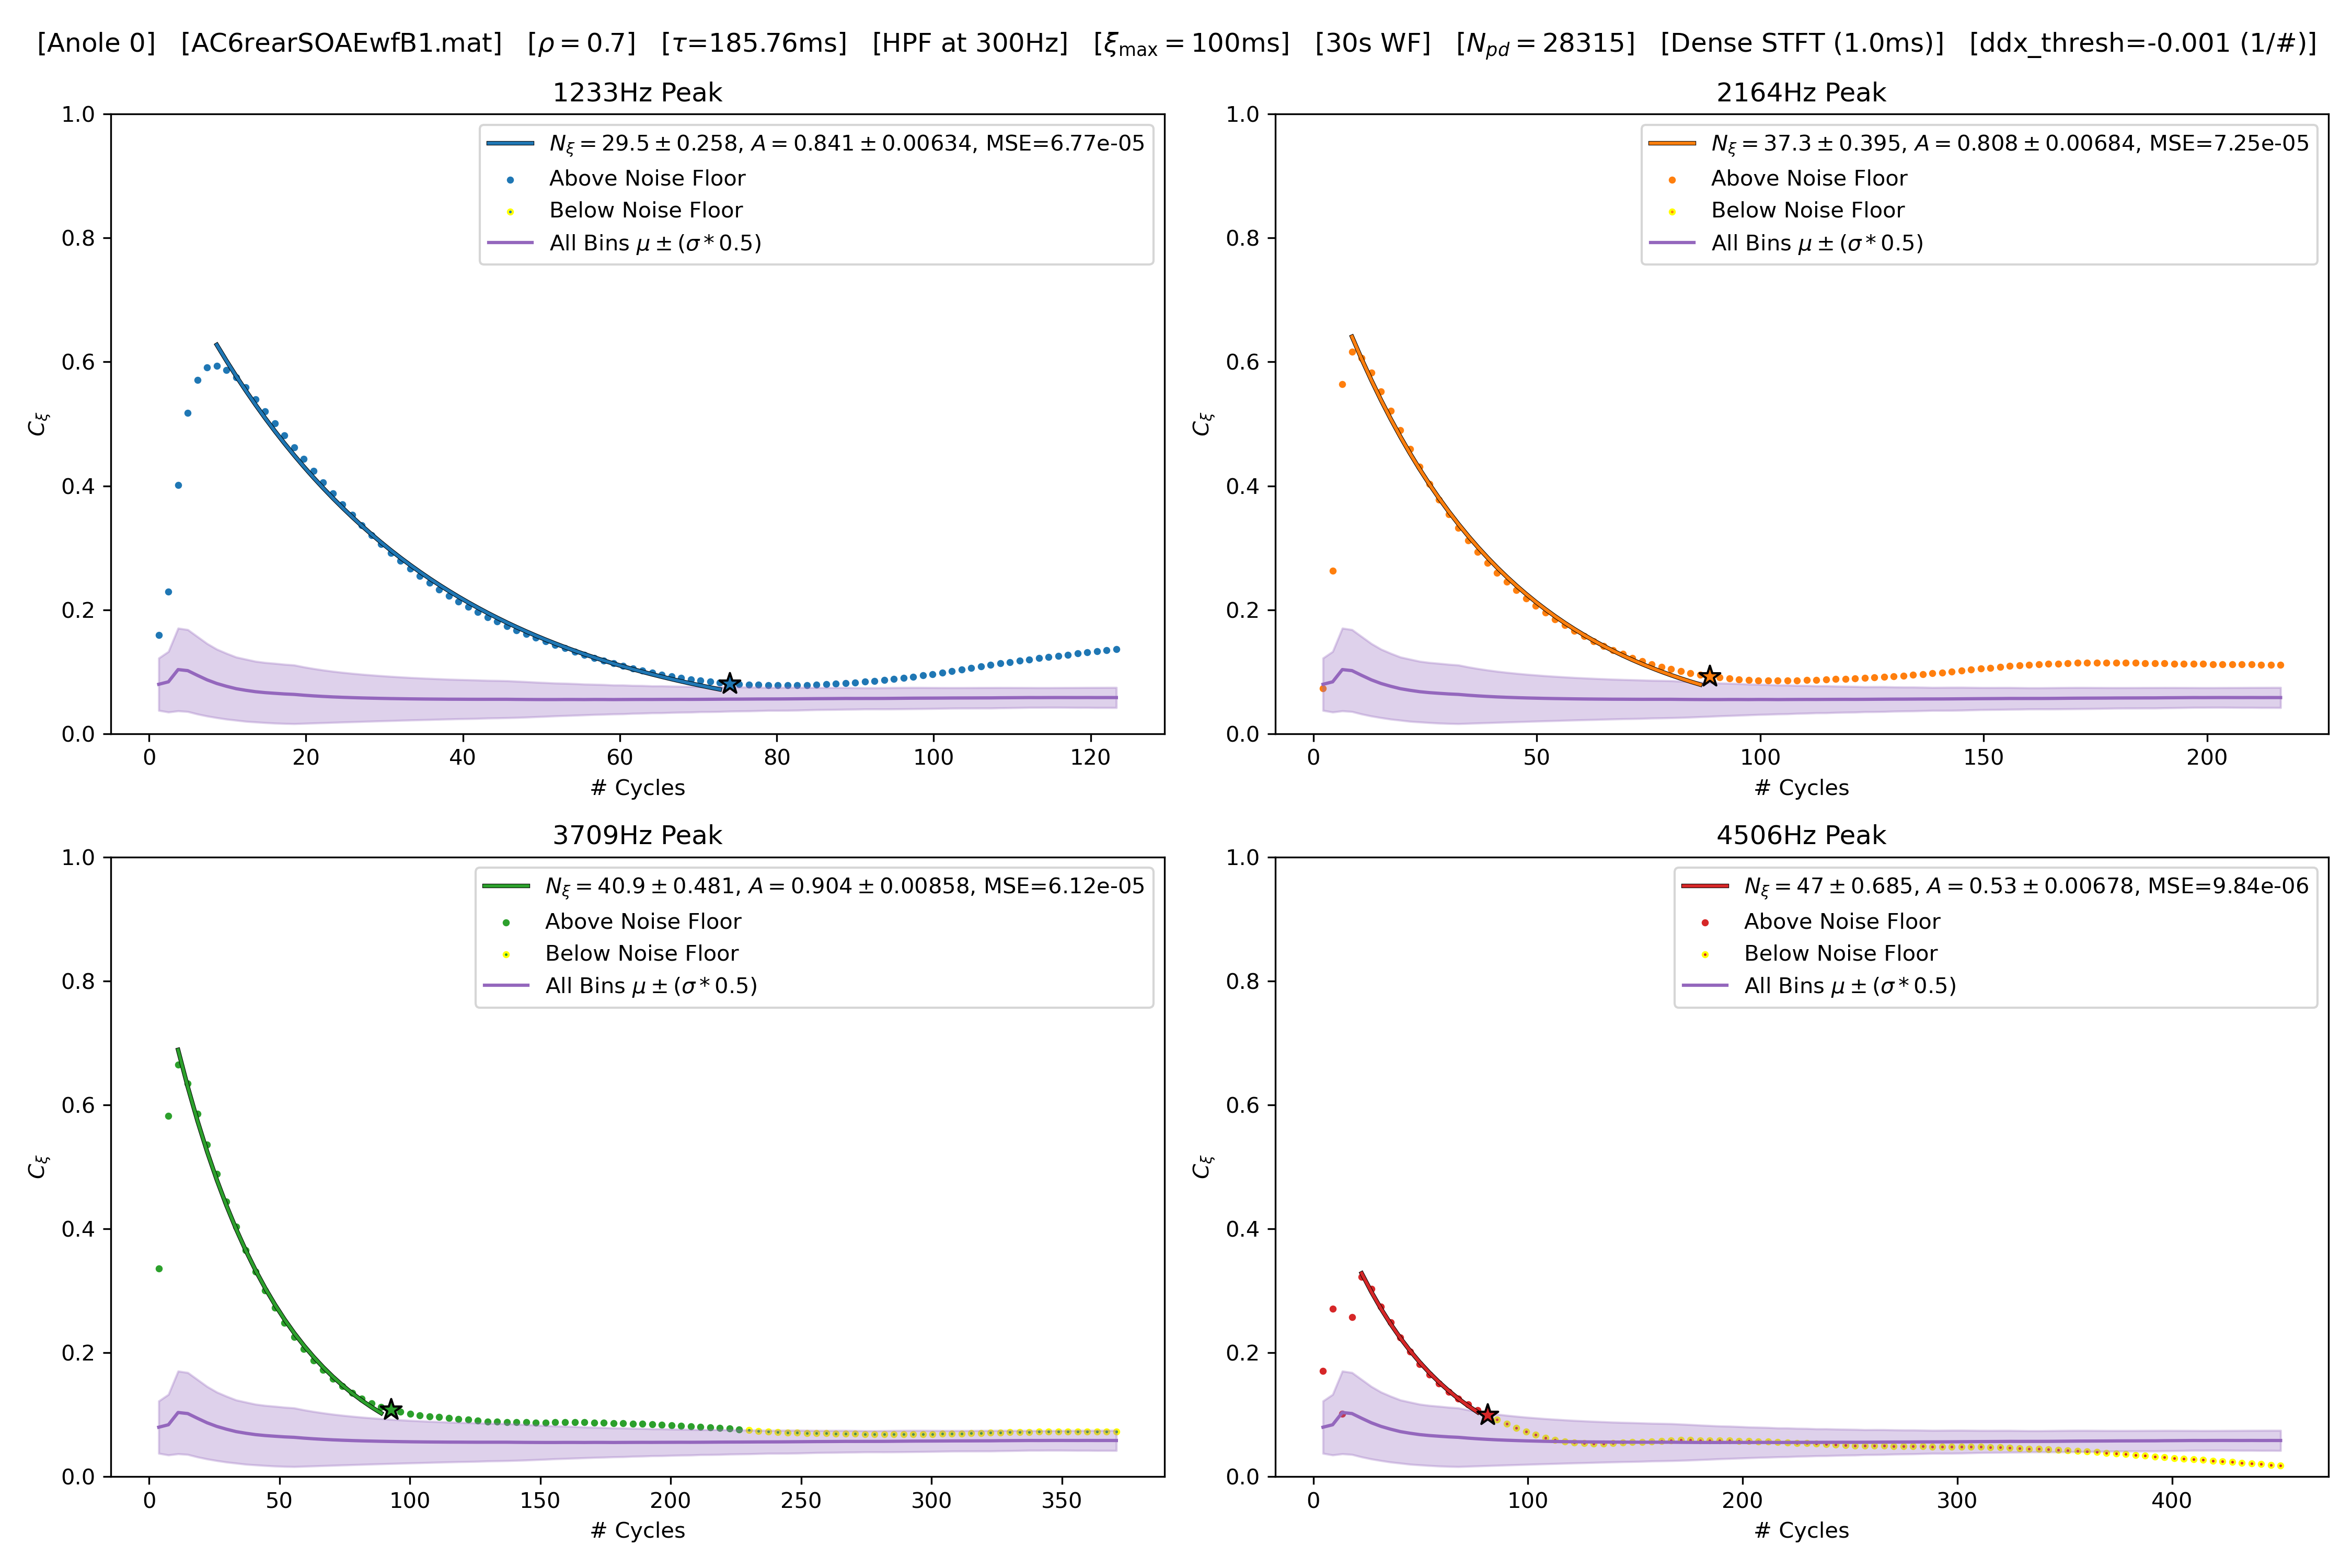 [Anole 0] [AC6rearSOAEwfB1.mat] [ρ = 0.7] [τ=185.76ms] [HPF at 300Hz] [ξmax = 100ms] [30s WF] [Npd = 28315] [Dense STFT (1.0ms)] [ddx_thresh=-0.001 (1/#)]
1233Hz Peak
Nξ = 29.5 ± 0.258, A = 0.841 ± 0.00634, MSE=6.77e-05
Above Noise Floor
Below Noise Floor
All Bins μ ± (σ * 0.5)
1.0
0.8
0.6
0.4
0.2
0.0
Cξ
0 20 40 60 80 100 120
# Cycles
2164Hz Peak
Nξ = 37.3 ± 0.395, A = 0.808 ± 0.00684, MSE=7.25e-05
Above Noise Floor
Below Noise Floor
All Bins μ ± (σ * 0.5)
1.0
0.8
0.6
0.4
0.2
0.0
Cξ
0 50 100 150 200
# Cycles
3709Hz Peak
Nξ = 40.9 ± 0.481, A = 0.904 ± 0.00858, MSE=6.12e-05
Above Noise Floor
Below Noise Floor
All Bins μ ± (σ * 0.5)
1.0
0.8
0.6
0.4
0.2
0.0
Cξ
0 50 100 150 200 250 300 350
# Cycles
4506Hz Peak
Nξ = 47 ± 0.685, A = 0.53 ± 0.00678, MSE=9.84e-06
Above Noise Floor
Below Noise Floor
All Bins μ ± (σ * 0.5)
1.0
0.8
0.6
0.4
0.2
0.0
Cξ
0 100 200 300 400
# Cycles